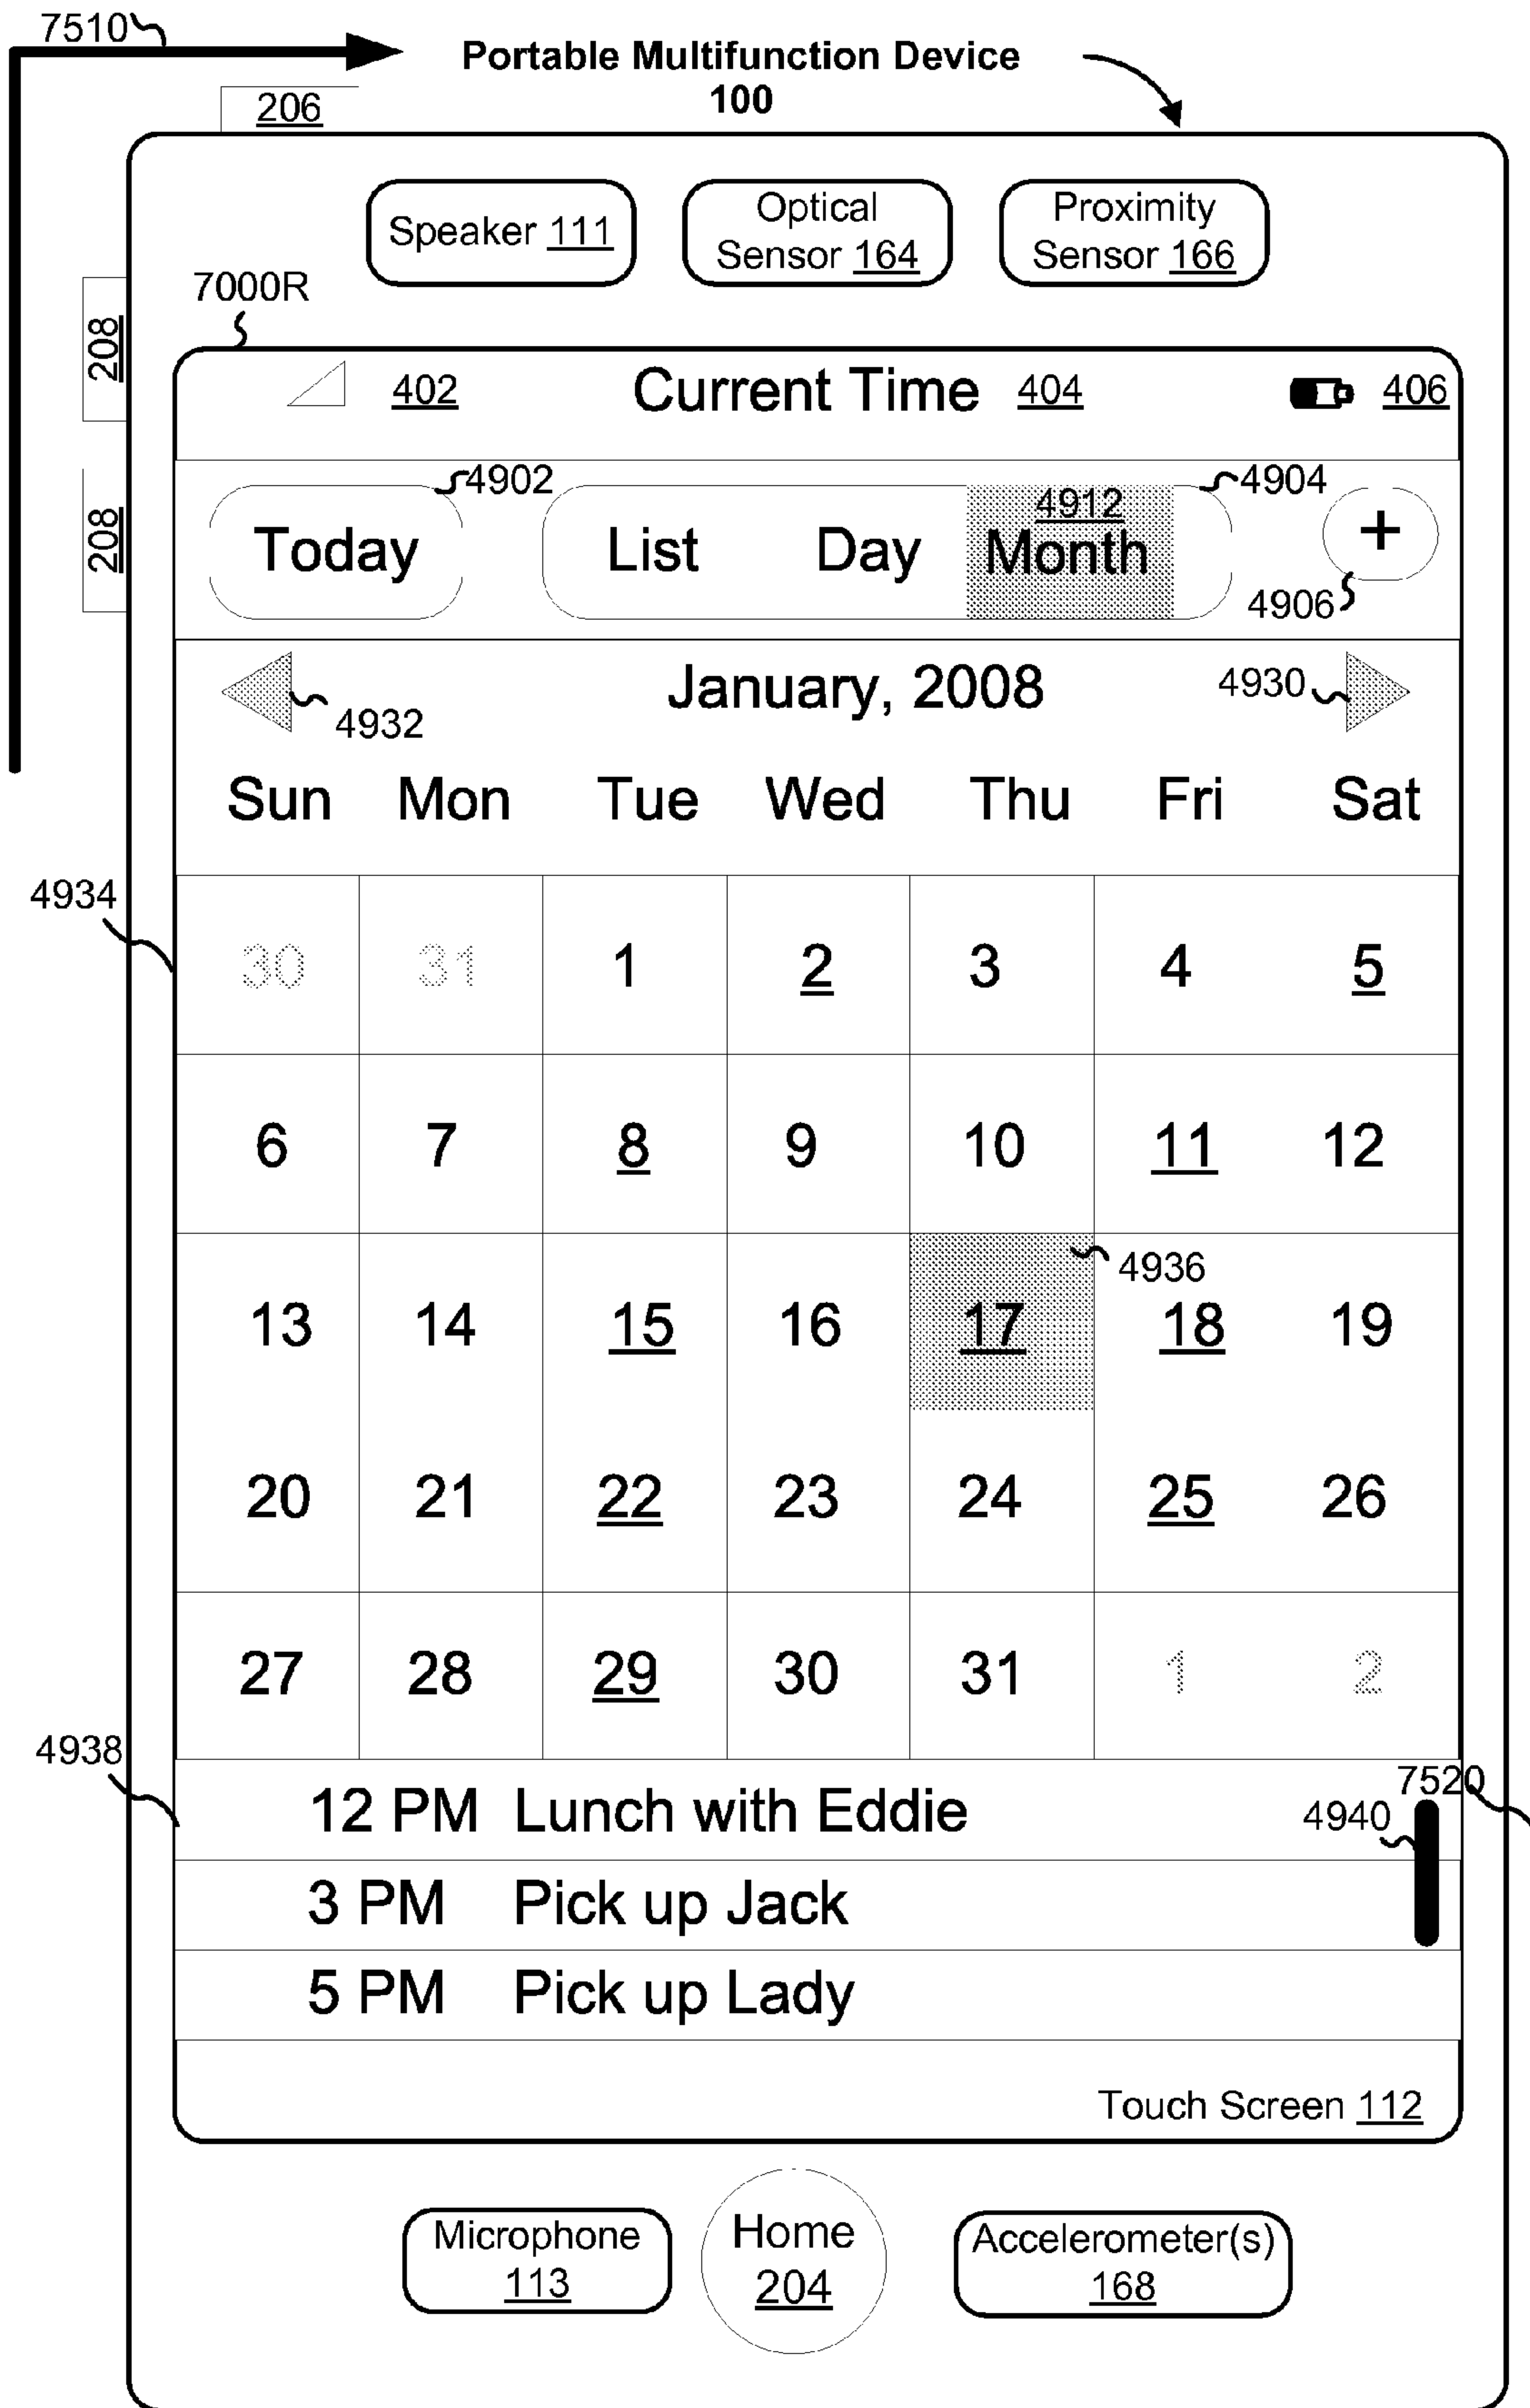 7510
Portable Multifunction Device
100
206
Speaker 111
Optical
Sensor 164
Proximity
Sensor 166
7000R
208
208
402
Current Time 404
406
4902
4904
Today
List
Day
4912
Month
+
4906
4932
January, 2008
4930
Sun Mon Tue Wed Thu Fri Sat
4934
30 31 1 2 3 4 5
6 7 8 9 10 11 12
4936
13 14 15 16 17 18 19
20 21 22 23 24 25 26
27 28 29 30 31 1 2
4938
7520
4940
12 PM Lunch with Eddie
3 PM Pick up Jack
5 PM Pick up Lady
Touch Screen 112
Microphone
113
Home
204
Accelerometer(s)
168